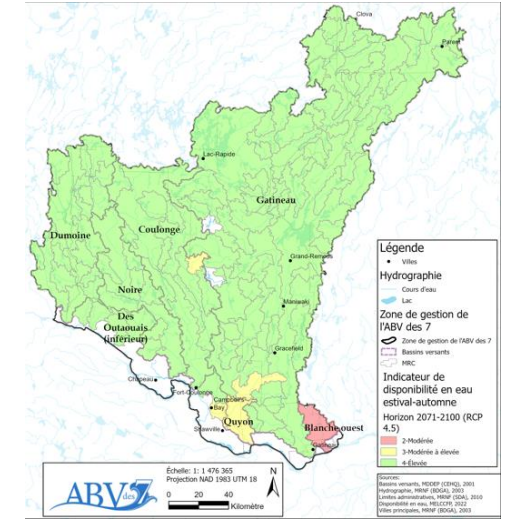 Clova
Parent
Lac-Rapide
Gatineau
Dumoine
Coulonge
Grand-Remous
Noire
Maniwaki
Des
Outaouais
(inférieur)
Gracefield
Chapeau
Fort-Coulonge
Campbell's
Bay
Shawville
Quyon
Blanche ouest
Gatineau
Légende
Villes
Hydrographie
Cours d'eau
Lac
Zone de gestion de
l'ABV des 7
Zone de gestion de l'ABV des 7
Bassins versants
MRC
Indicateur de
disponibilité en eau
estival-automne
Horizon 2071-2100 (RCP
4.5)
2-Modérée
3-Modérée à élevée
4-Élevée
ABV des 7
Échelle: 1: 1 476 365
Projection NAD 1983 UTM 18
0 20 40
Kilomètre
N
Sources:
Bassins versants, MDDEP (CEHQ), 2001
Hydrographie, MRNF (BDGA), 2003
Limites administratives, MRNF (SDA), 2010
Disponibilité en eau, MELCCFP, 2022
Villes principales, MRNF (BDGA), 2003